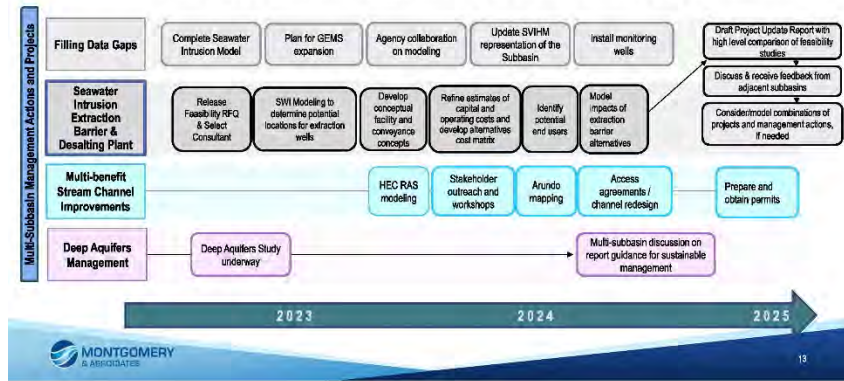 Multi-Subbasin Management Actions and Projects
Filling Data Gaps
Complete Seawater
Intrusion Model
Plan for GEMS
expansion
Agency collaboration
on modeling
Update SVIHM
representation of the
Subbasin
Install monitoring
wells
Draft Project Update Report with
high level comparison of feasibility
studies
Discuss & receive feedback from
adjacent subbasins
Consider/model combinations of
projects and management actions,
if needed
Seawater
Intrusion
Extraction
Barrier &
Desalting Plant
Release
Feasibility RFQ
& Select
Consultant
SWI Modeling to
determine potential
locations for extraction
wells
Develop
conceptual
facility and
conveyance
concepts
Refine estimates of
capital and
operating costs and
develop alternatives
cost matrix
Identify
potential
end users
Model
impacts of
extraction
barrier
alternatives
Multi-benefit
Stream Channel
Improvements
HEC RAS
modeling
Stakeholder
outreach and
workshops
Arundo
mapping
Access
agreements /
channel redesign
Prepare and
obtain permits
Deep Aquifers
Management
Deep Aquifers Study
underway
Multi-subbasin discussion on
report guidance for sustainable
management
2023
2024
2025
MONTGOMERY
& ASSOCIATES
13